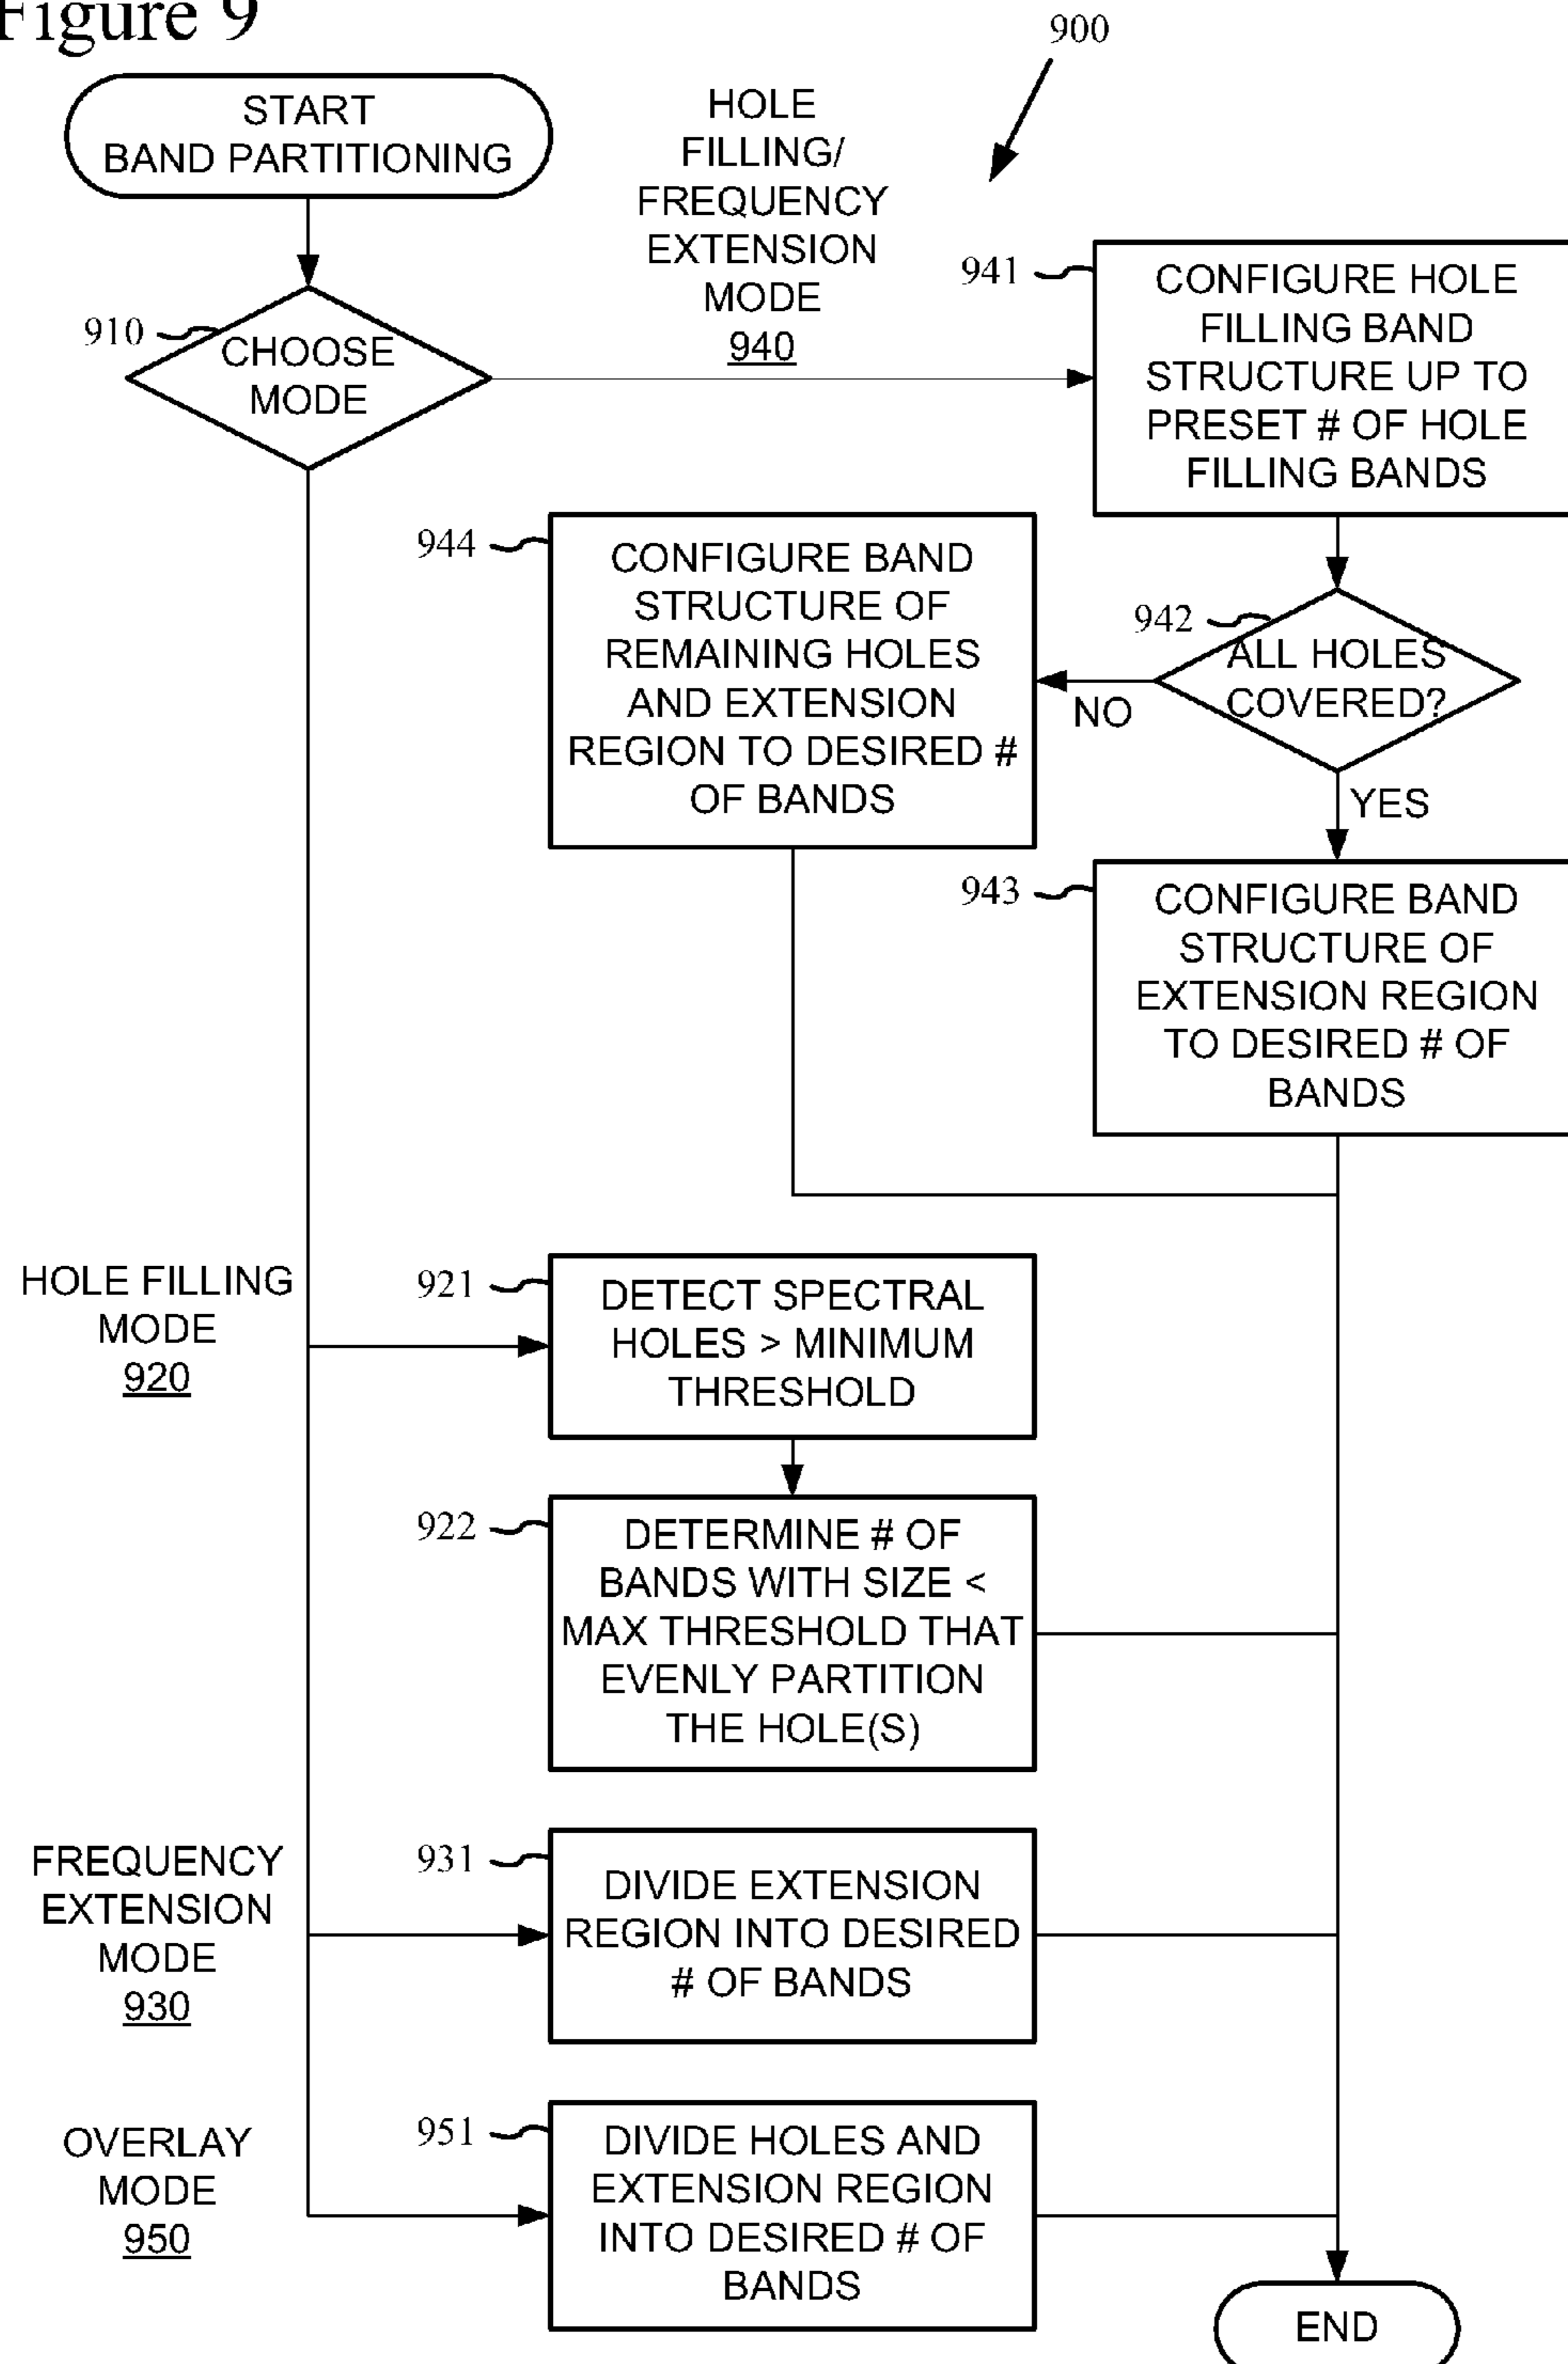 Figure 9
900
START
BAND PARTITIONING
HOLE
FILLING/
FREQUENCY
EXTENSION
MODE
940
910
CHOOSE
MODE
941
CONFIGURE HOLE
FILLING BAND
STRUCTURE UP TO
PRESET # OF HOLE
FILLING BANDS
944
CONFIGURE BAND
STRUCTURE OF
REMAINING HOLES
AND EXTENSION
REGION TO DESIRED #
OF BANDS
942
ALL HOLES
COVERED?
NO
YES
943
CONFIGURE BAND
STRUCTURE OF
EXTENSION REGION
TO DESIRED # OF
BANDS
HOLE FILLING
MODE
920
921
DETECT SPECTRAL
HOLES > MINIMUM
THRESHOLD
922
DETERMINE # OF
BANDS WITH SIZE <
MAX THRESHOLD THAT
EVENLY PARTITION
THE HOLE(S)
FREQUENCY
EXTENSION
MODE
930
931
DIVIDE EXTENSION
REGION INTO DESIRED
# OF BANDS
OVERLAY
MODE
950
951
DIVIDE HOLES AND
EXTENSION REGION
INTO DESIRED # OF
BANDS
END